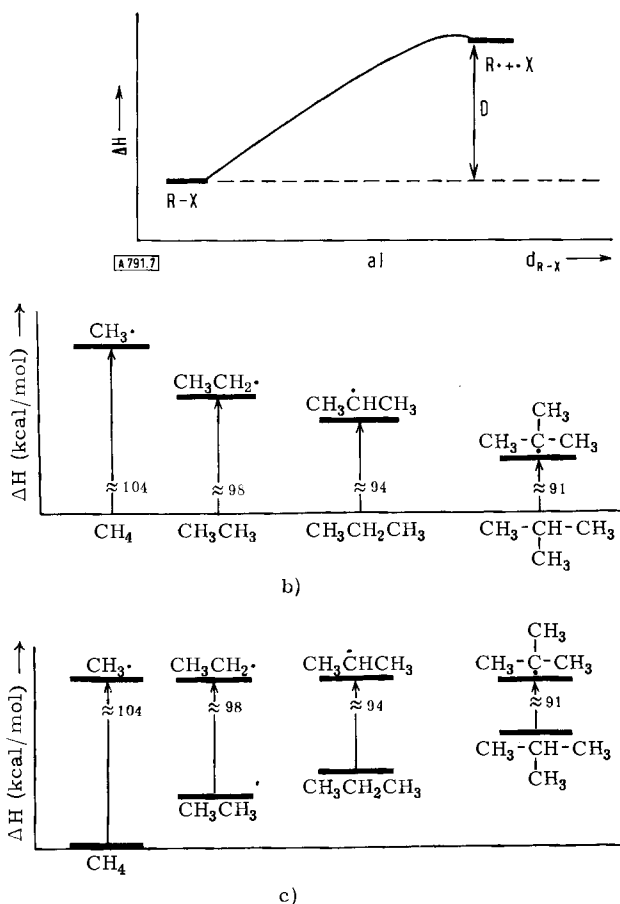 ΔH ⟶
R·+·X
D
R-X
A 791.7
a)
d_R-X ⟶
ΔH (kcal/mol) ⟶
CH₃·
CH₃CH₂·
CH₃ĊHCH₃
CH₃
CH₃-Ċ-CH₃
≈ 104
≈ 98
≈ 94
≈ 91
CH₄
CH₃CH₃
CH₃CH₂CH₃
CH₃-CH-CH₃
CH₃
b)
ΔH (kcal/mol) ⟶
CH₃·
CH₃CH₂·
CH₃ĊHCH₃
CH₃
CH₃-Ċ-CH₃
≈ 104
≈ 98
≈ 94
≈ 91
CH₃-CH-CH₃
CH₃
CH₃CH₃
CH₃CH₂CH₃
CH₄
c)